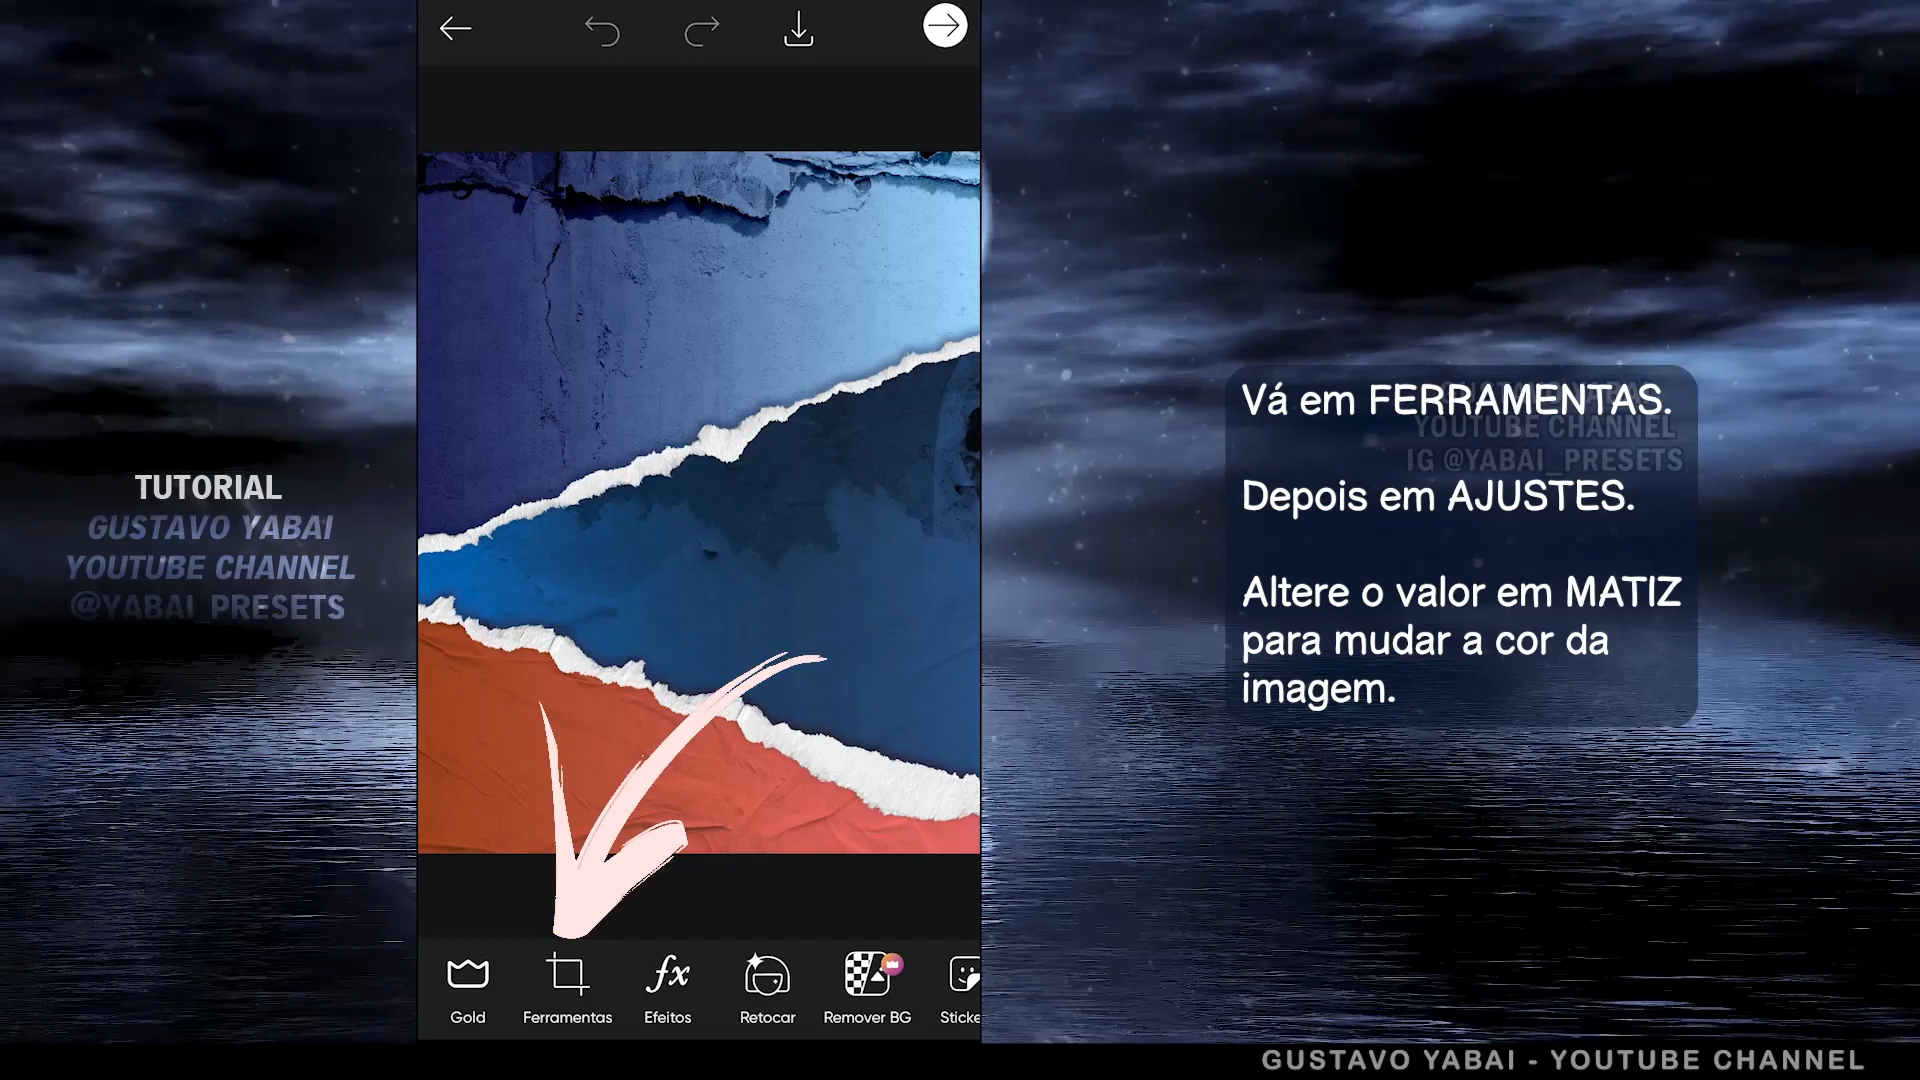 TUTORIAL
GUSTAVO YABAI
YOUTUBE CHANNEL
@YABAI_PRESETS
Vá em FERRAMENTAS.
YOUTUBE CHANNEL
IG @YABAI_PRESETS
Depois em AJUSTES.
Altere o valor em MATIZ
para mudar a cor da
imagem.
Gold
Ferramentas
fx
Efeitos
Retocar
Remover BG
Sticke
GUSTAVO YABAI - YOUTUBE CHANNEL